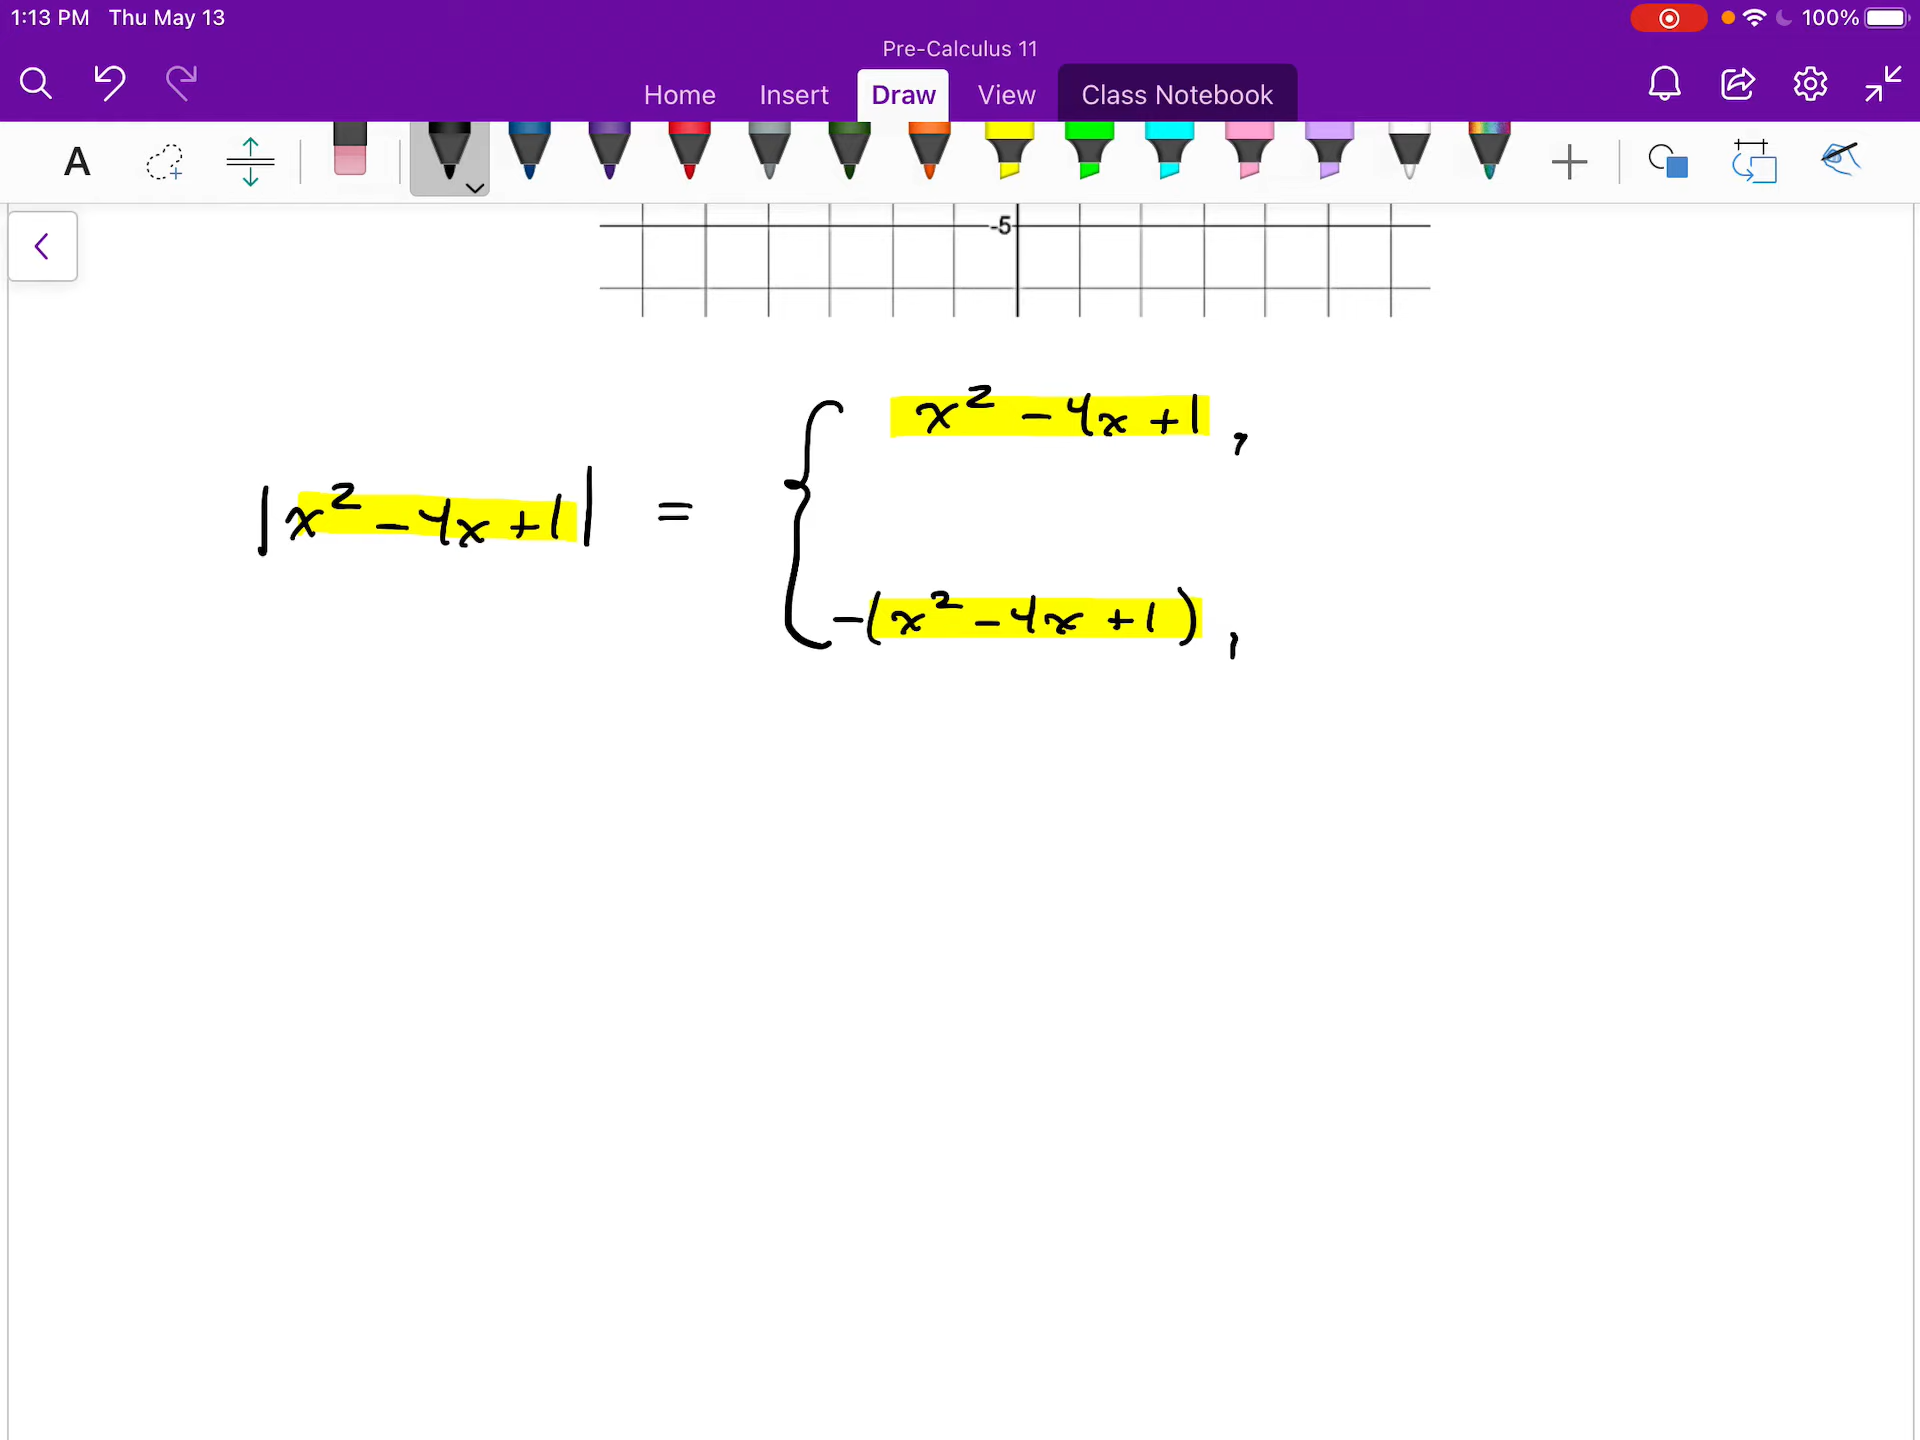 1:13 PM Thu May 13
100%
Pre-Calculus 11
Home Insert Draw View Class Notebook
A
-5
x² - 4x + 1 ,
|x² - 4x + 1| =
-(x² - 4x + 1) ,